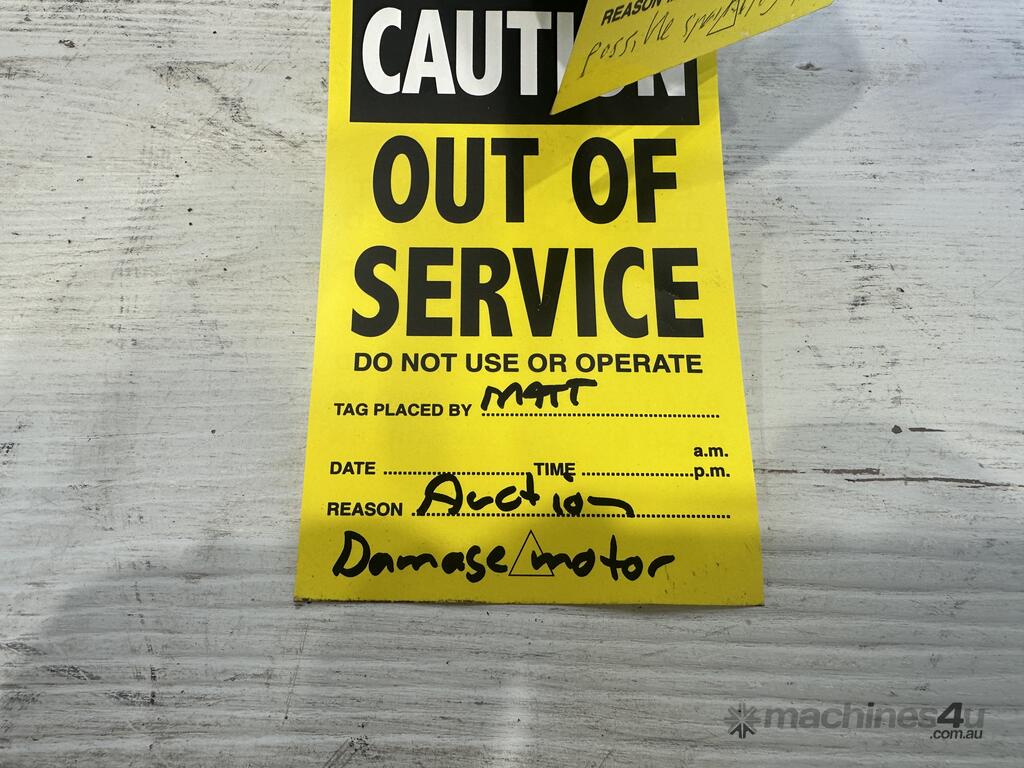 REASON
possible
CAUTION
OUT OF
SERVICE
DO NOT USE OR OPERATE
TAG PLACED BY MATT
a.m.
DATE TIME p.m.
REASON Auction
Damage motor
machines4u
.com.au